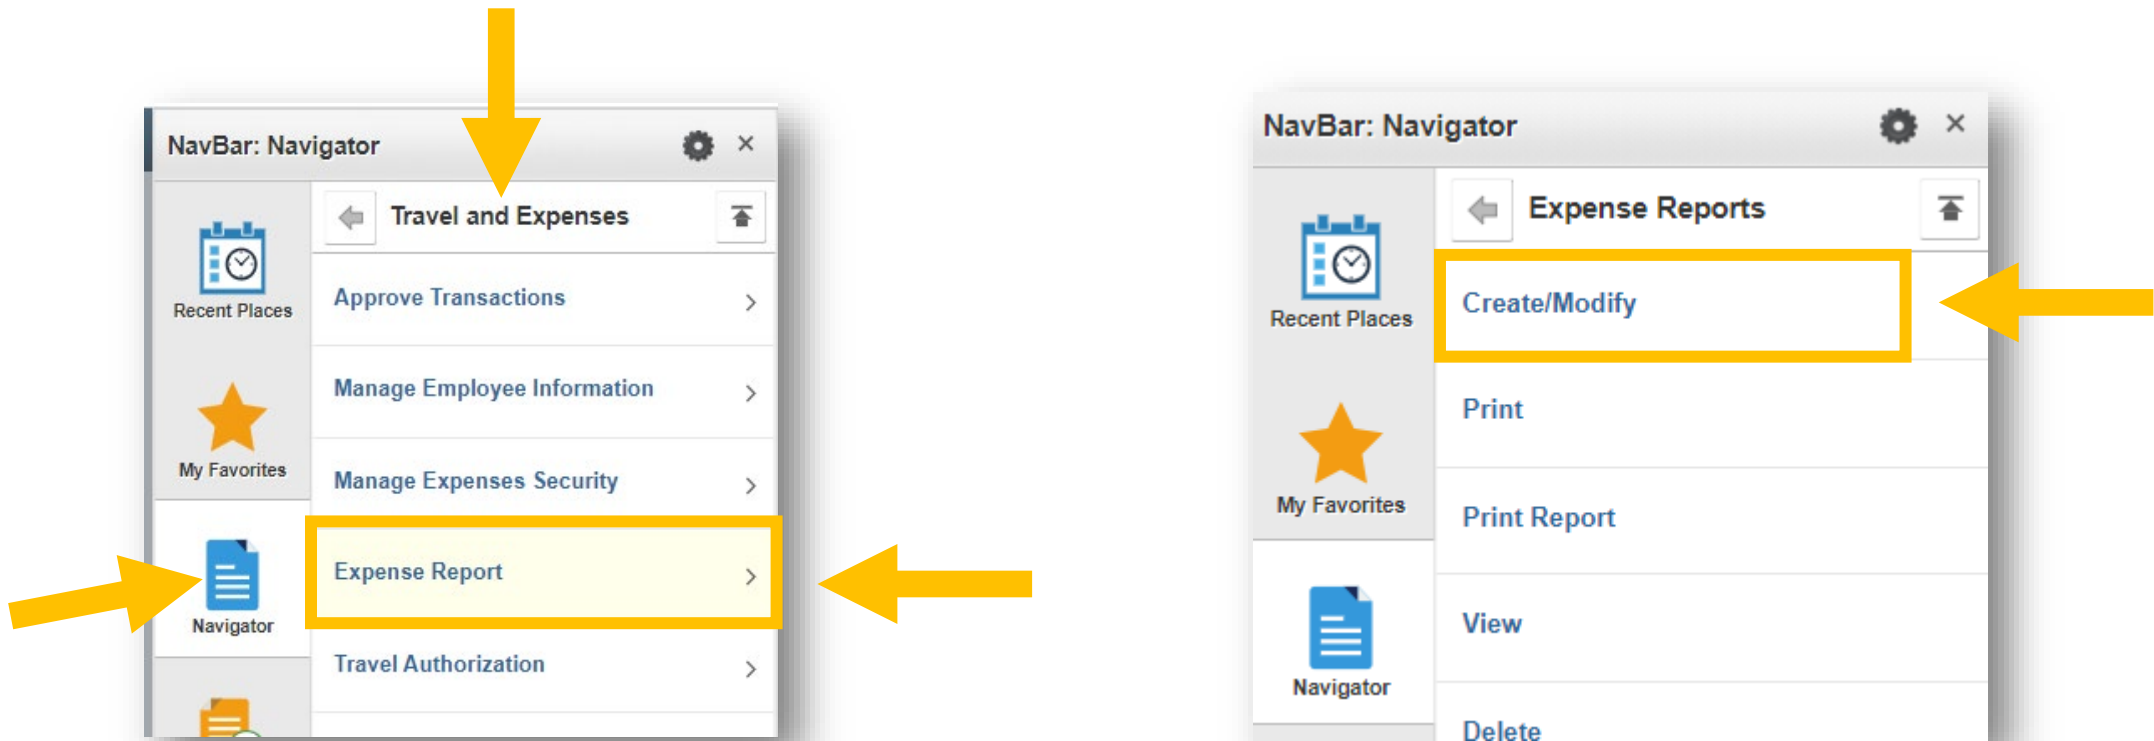 NavBar: Navigator
Travel and Expenses
Recent Places
My Favorites
Navigator
Approve Transactions
Manage Employee Information
Manage Expenses Security
Expense Report
Travel Authorization
NavBar: Navigator
Expense Reports
Recent Places
My Favorites
Navigator
Create/Modify
Print
Print Report
View
Delete